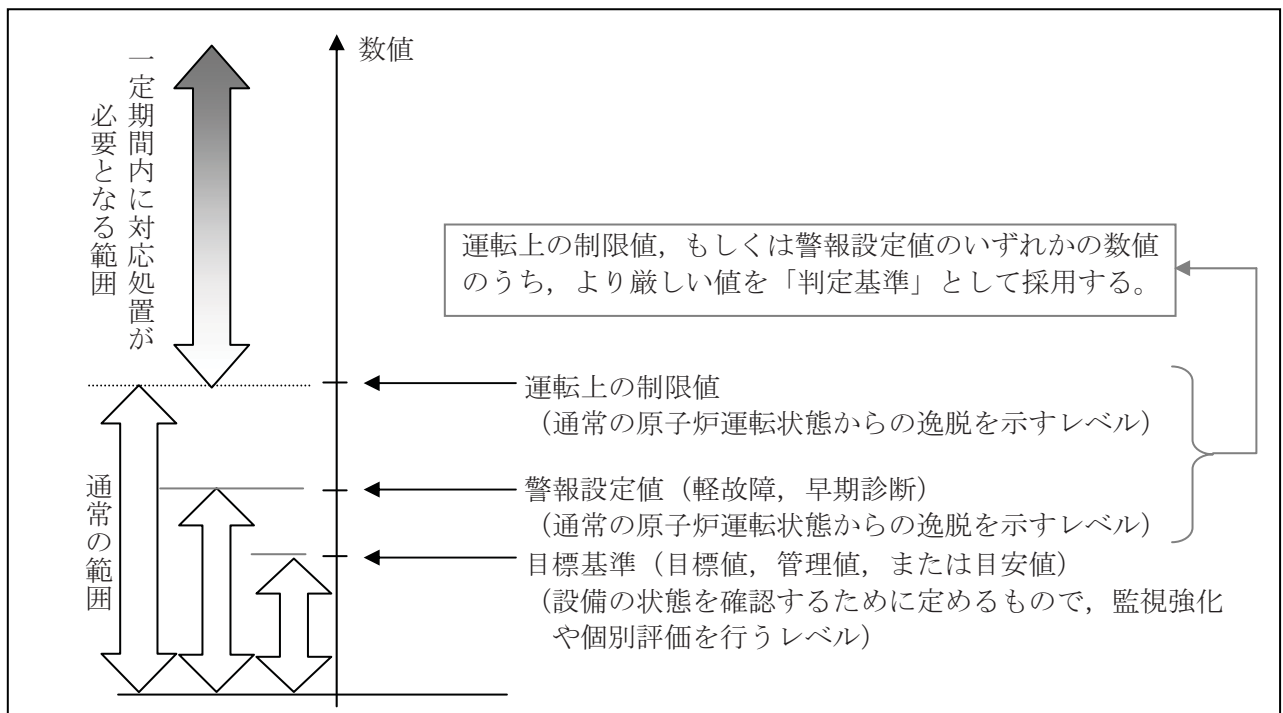 数値
一定期間内に対応処置が
必要となる範囲
運転上の制限値，もしくは警報設定値のいずれかの数値
のうち，より厳しい値を「判定基準」として採用する。
運転上の制限値
（通常の原子炉運転状態からの逸脱を示すレベル）
通常の範囲
警報設定値（軽故障，早期診断）
（通常の原子炉運転状態からの逸脱を示すレベル）
目標基準（目標値，管理値，または目安値）
（設備の状態を確認するために定めるもので，監視強化
や個別評価を行うレベル）